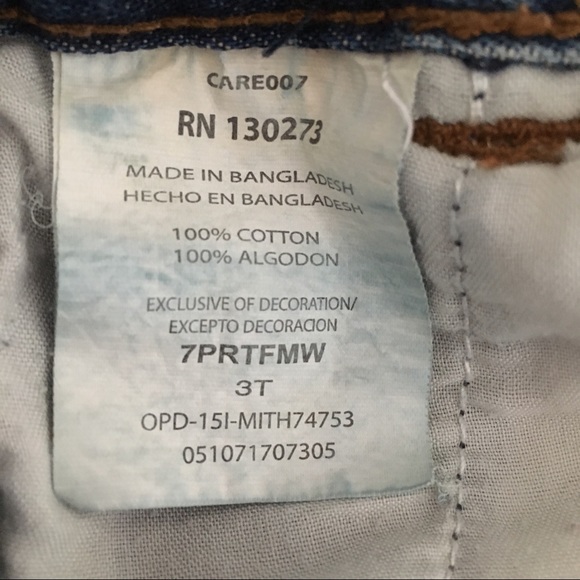 CARE007
RN 130273
MADE IN BANGLADESH
HECHO EN BANGLADESH
100% COTTON
100% ALGODON
EXCLUSIVE OF DECORATION/
EXCEPTO DECORACION
7PRTFMW
3T
OPD-15I-MITH74753
051071707305